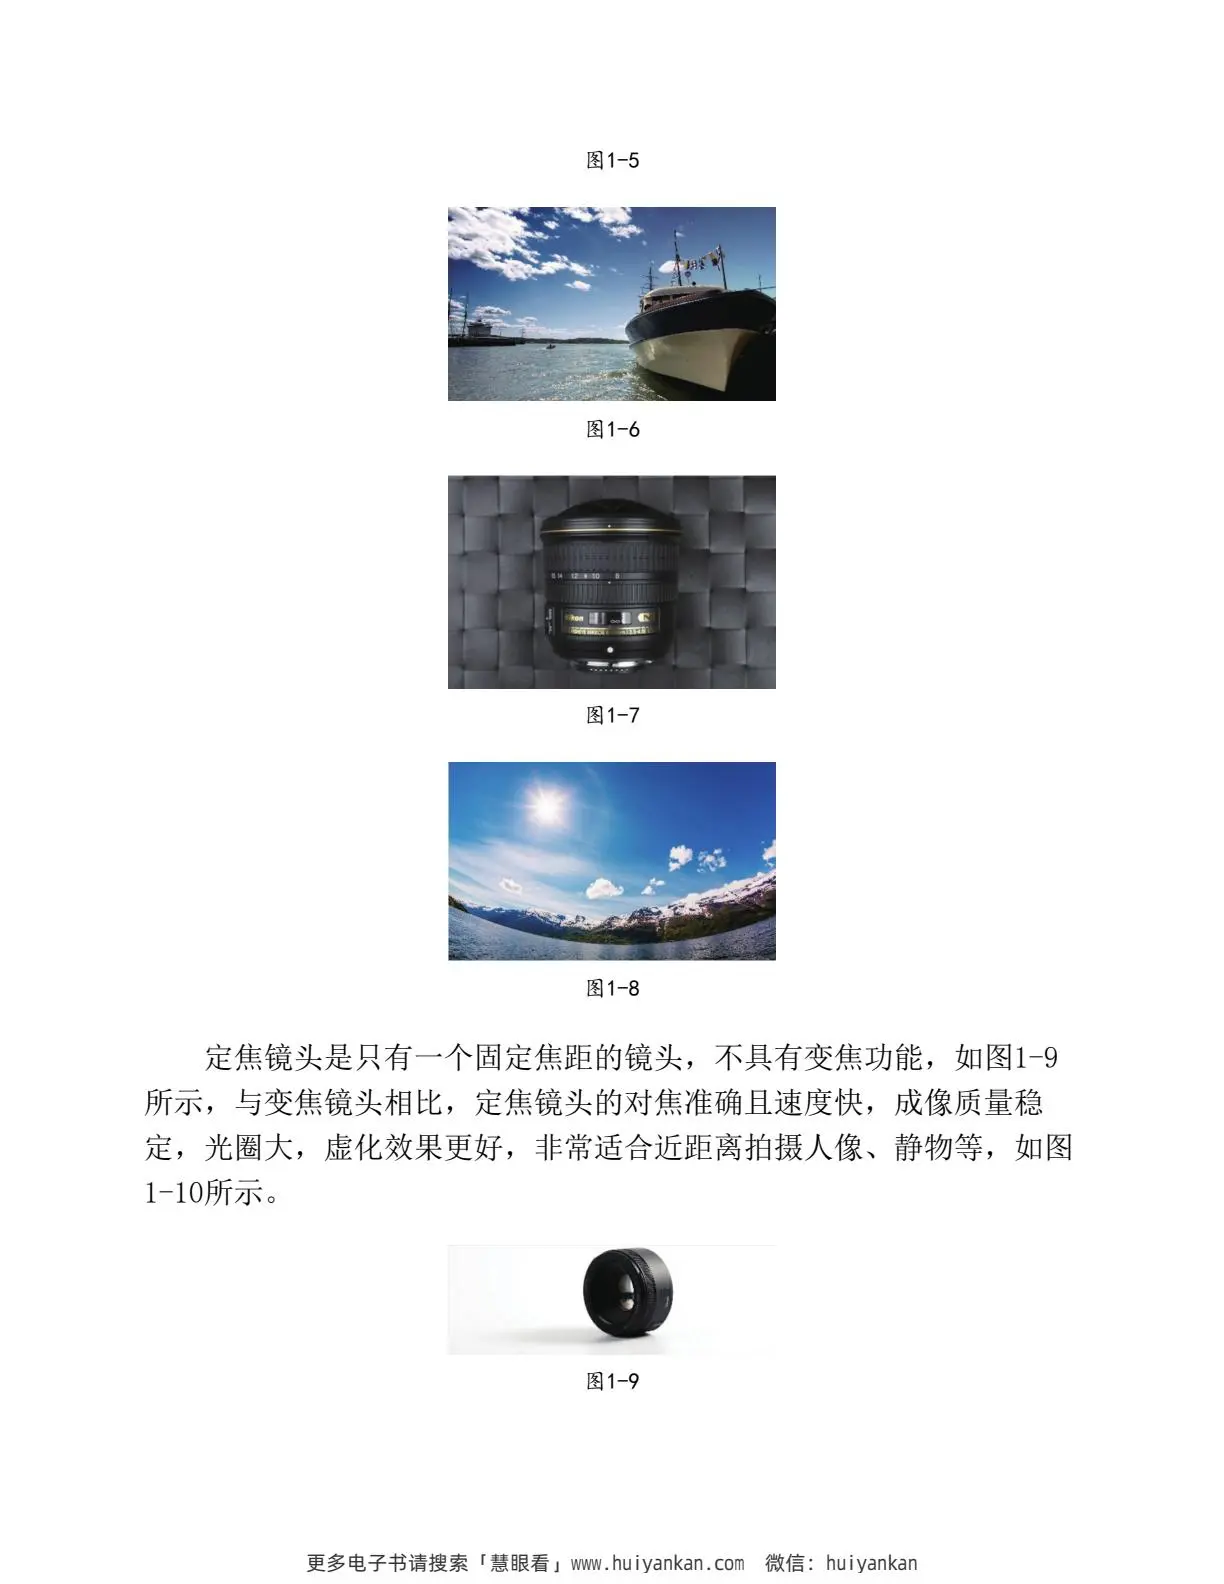 图1-5
图1-6
15 14 12 10 8
Nikon
图1-7
图1-8
定焦镜头是只有一个固定焦距的镜头，不具有变焦功能，如图1-9
所示，与变焦镜头相比，定焦镜头的对焦准确且速度快，成像质量稳
定，光圈大，虚化效果更好，非常适合近距离拍摄人像、静物等，如图
1-10所示。
图1-9
更多电子书请搜索「慧眼看」www.huiyankan.com 微信：huiyankan